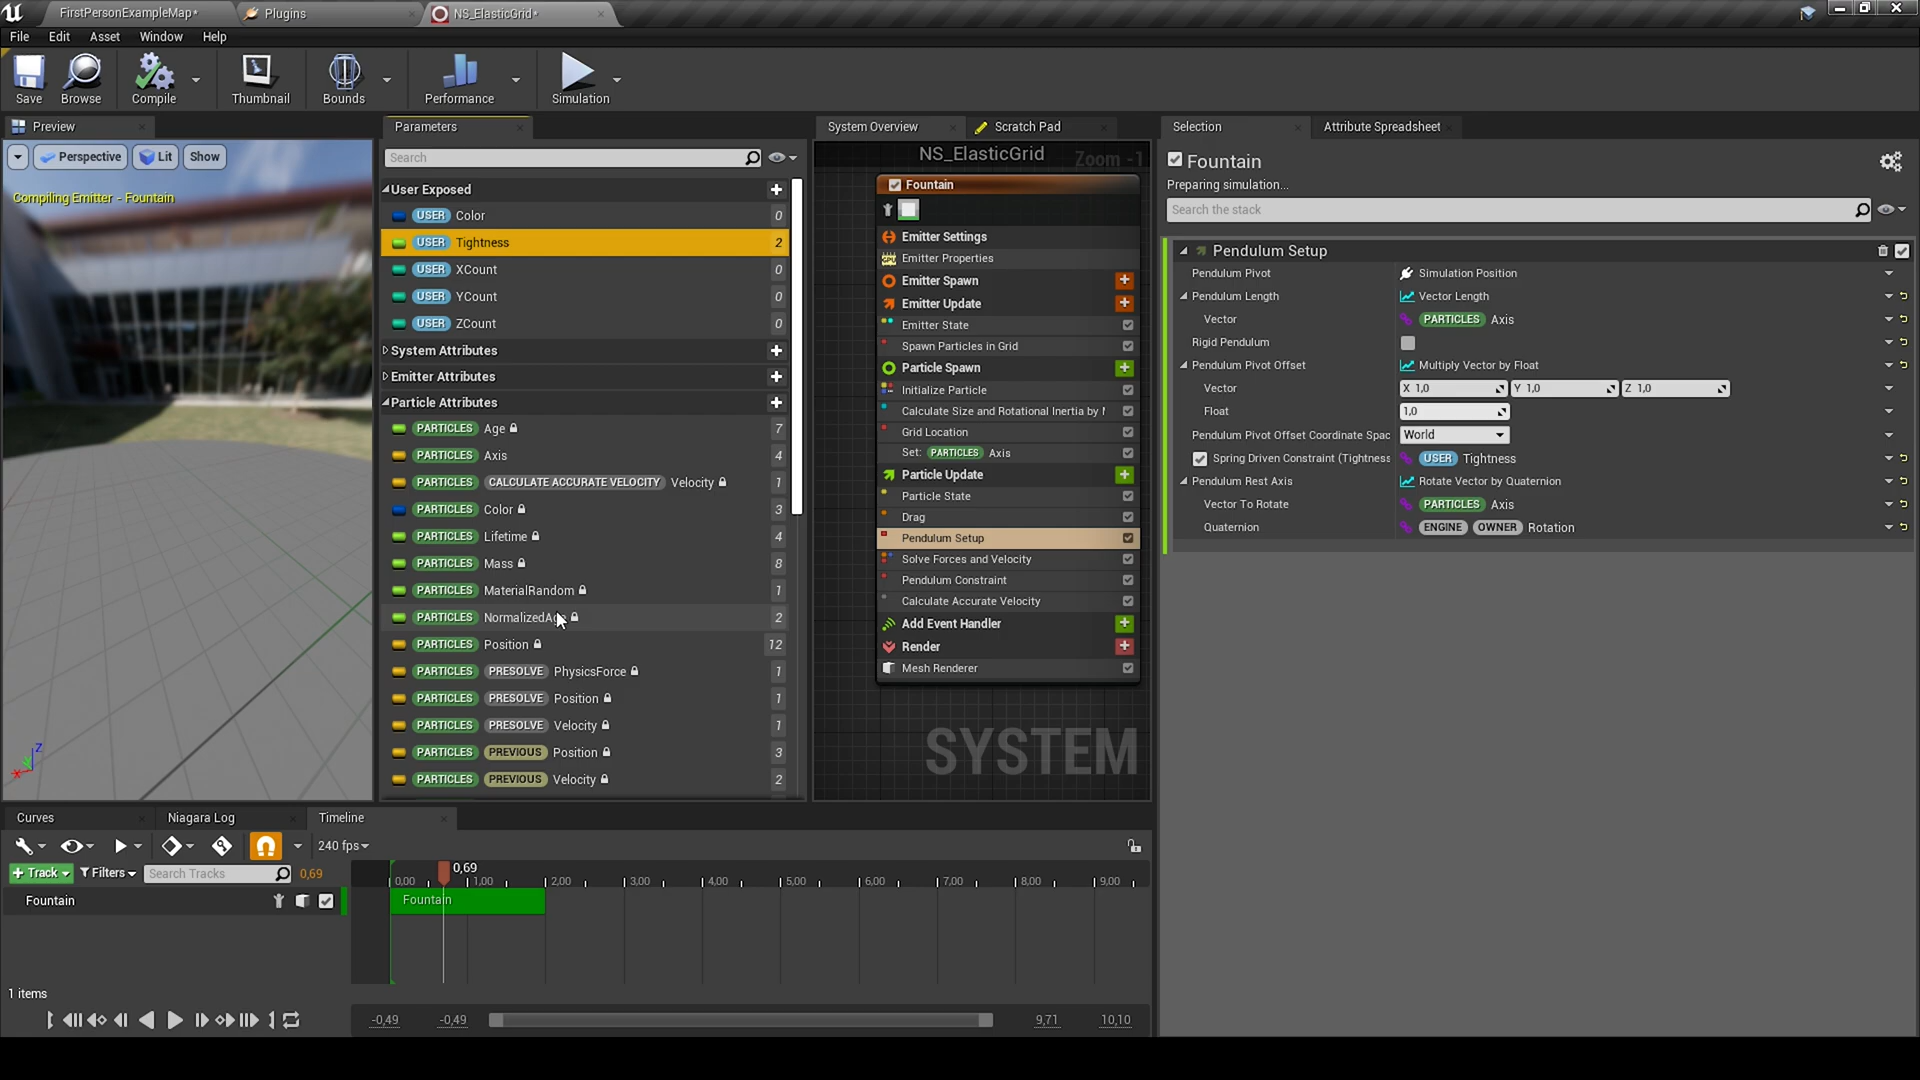 FirstPersonExampleMap*
Plugins
NS_ElasticGrid*
File Edit Asset Window Help
Save Browse Compile Thumbnail Bounds Performance Simulation
Preview
Perspective Lit Show
Compiling Emitter - Fountain
Z
Parameters
Search
User Exposed
USER Color 0
USER Tightness 2
USER XCount 0
USER YCount 0
USER ZCount 0
System Attributes
Emitter Attributes
Particle Attributes
PARTICLES Age 7
PARTICLES Axis 4
PARTICLES CALCULATE ACCURATE VELOCITY Velocity 1
PARTICLES Color 3
PARTICLES Lifetime 4
PARTICLES Mass 8
PARTICLES MaterialRandom 1
PARTICLES 2
PARTICLES Position 12
PARTICLES PRESOLVE PhysicsForce 1
PARTICLES PRESOLVE Position 1
PARTICLES PRESOLVE Velocity 1
PARTICLES PREVIOUS Position 3
PARTICLES PREVIOUS Velocity 2
System Overview
Scratch Pad
NS_ElasticGrid
Zoom -1
Fountain
Emitter Settings
Emitter Properties
Emitter Spawn
Emitter Update
Emitter State
Spawn Particles in Grid
Particle Spawn
Initialize Particle
Calculate Size and Rotational Inertia by
Grid Location
Set: PARTICLES Axis
Particle Update
Particle State
Drag
Pendulum Setup
Solve Forces and Velocity
Pendulum Constraint
Calculate Accurate Velocity
Add Event Handler
Render
Mesh Renderer
SYSTEM
Selection
Attribute Spreadsheet
Fountain
Preparing simulation...
Search the stack
Pendulum Setup
Pendulum Pivot Simulation Position
Pendulum Length Vector Length
Vector PARTICLES Axis
Rigid Pendulum
Pendulum Pivot Offset Multiply Vector by Float
Vector X 1,0 Y 1,0 Z 1,0
Float 1,0
Pendulum Pivot Offset Coordinate Spac World
Spring Driven Constraint (Tightness USER Tightness
Pendulum Rest Axis Rotate Vector by Quaternion
Vector To Rotate PARTICLES Axis
Quaternion ENGINE OWNER Rotation
Curves
Niagara Log
Timeline
240 fps
+ Track Filters Search Tracks 0,69
0,69
0,00 1,00 2,00 3,00 4,00 5,00 6,00 7,00 8,00 9,00
Fountain
Fountain
1 items
-0,49 -0,49 9,71 10,10